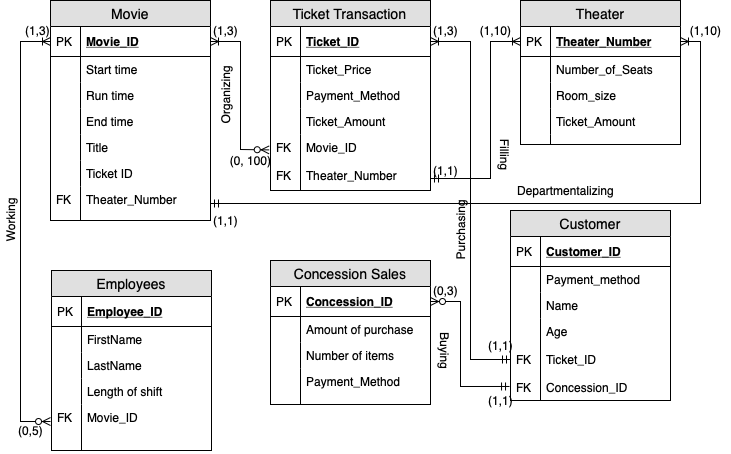 Movie
PK Movie_ID
Start time
Run time
End time
Title
Ticket ID
FK Theater_Number
Ticket Transaction
PK Ticket_ID
Ticket_Price
Payment_Method
Ticket_Amount
FK Movie_ID
FK Theater_Number
Theater
PK Theater_Number
Number_of_Seats
Room_size
Ticket_Amount
(1,3)
(1,3)
Organizing
(0, 100)
(1,3)
(1,10)
(1,10)
Filling
(1,1)
Departmentalizing
(1,1)
Working
Purchasing
Employees
PK Employee_ID
FirstName
LastName
Length of shift
FK Movie_ID
(0,5)
Concession Sales
PK Concession_ID
Amount of purchase
Number of items
Payment_Method
(0,3)
Buying
(1,1)
(1,1)
Customer
PK Customer_ID
Payment_method
Name
Age
FK Ticket_ID
FK Concession_ID